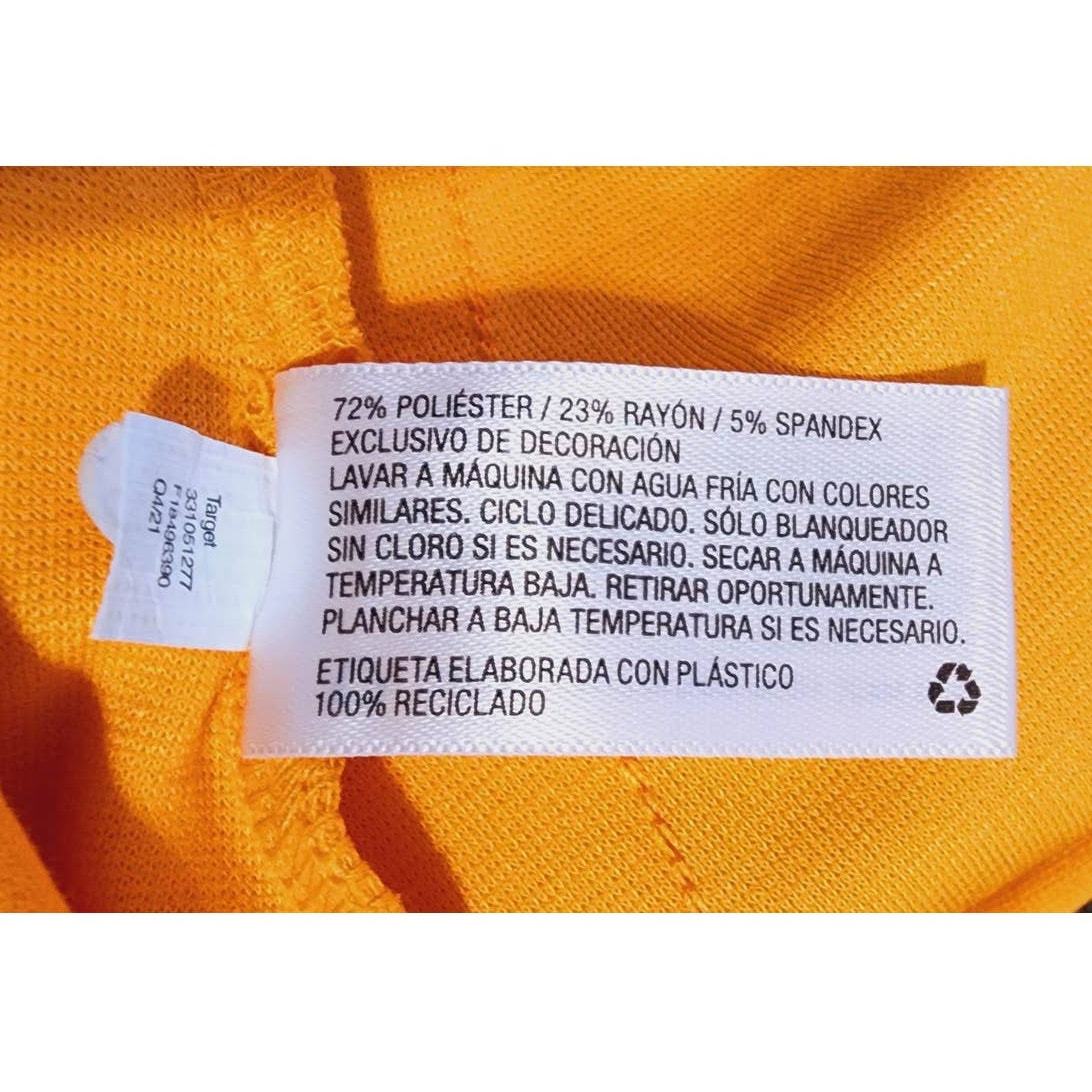 72% POLIÉSTER / 23% RAYÓN / 5% SPANDEX
EXCLUSIVO DE DECORACIÓN
LAVAR A MÁQUINA CON AGUA FRÍA CON COLORES
SIMILARES. CICLO DELICADO. SÓLO BLANQUEADOR
SIN CLORO SI ES NECESARIO. SECAR A MÁQUINA A
TEMPERATURA BAJA. RETIRAR OPORTUNAMENTE.
PLANCHAR A BAJA TEMPERATURA SI ES NECESARIO.
ETIQUETA ELABORADA CON PLÁSTICO
100% RECICLADO
Target
331051277
Q4/21